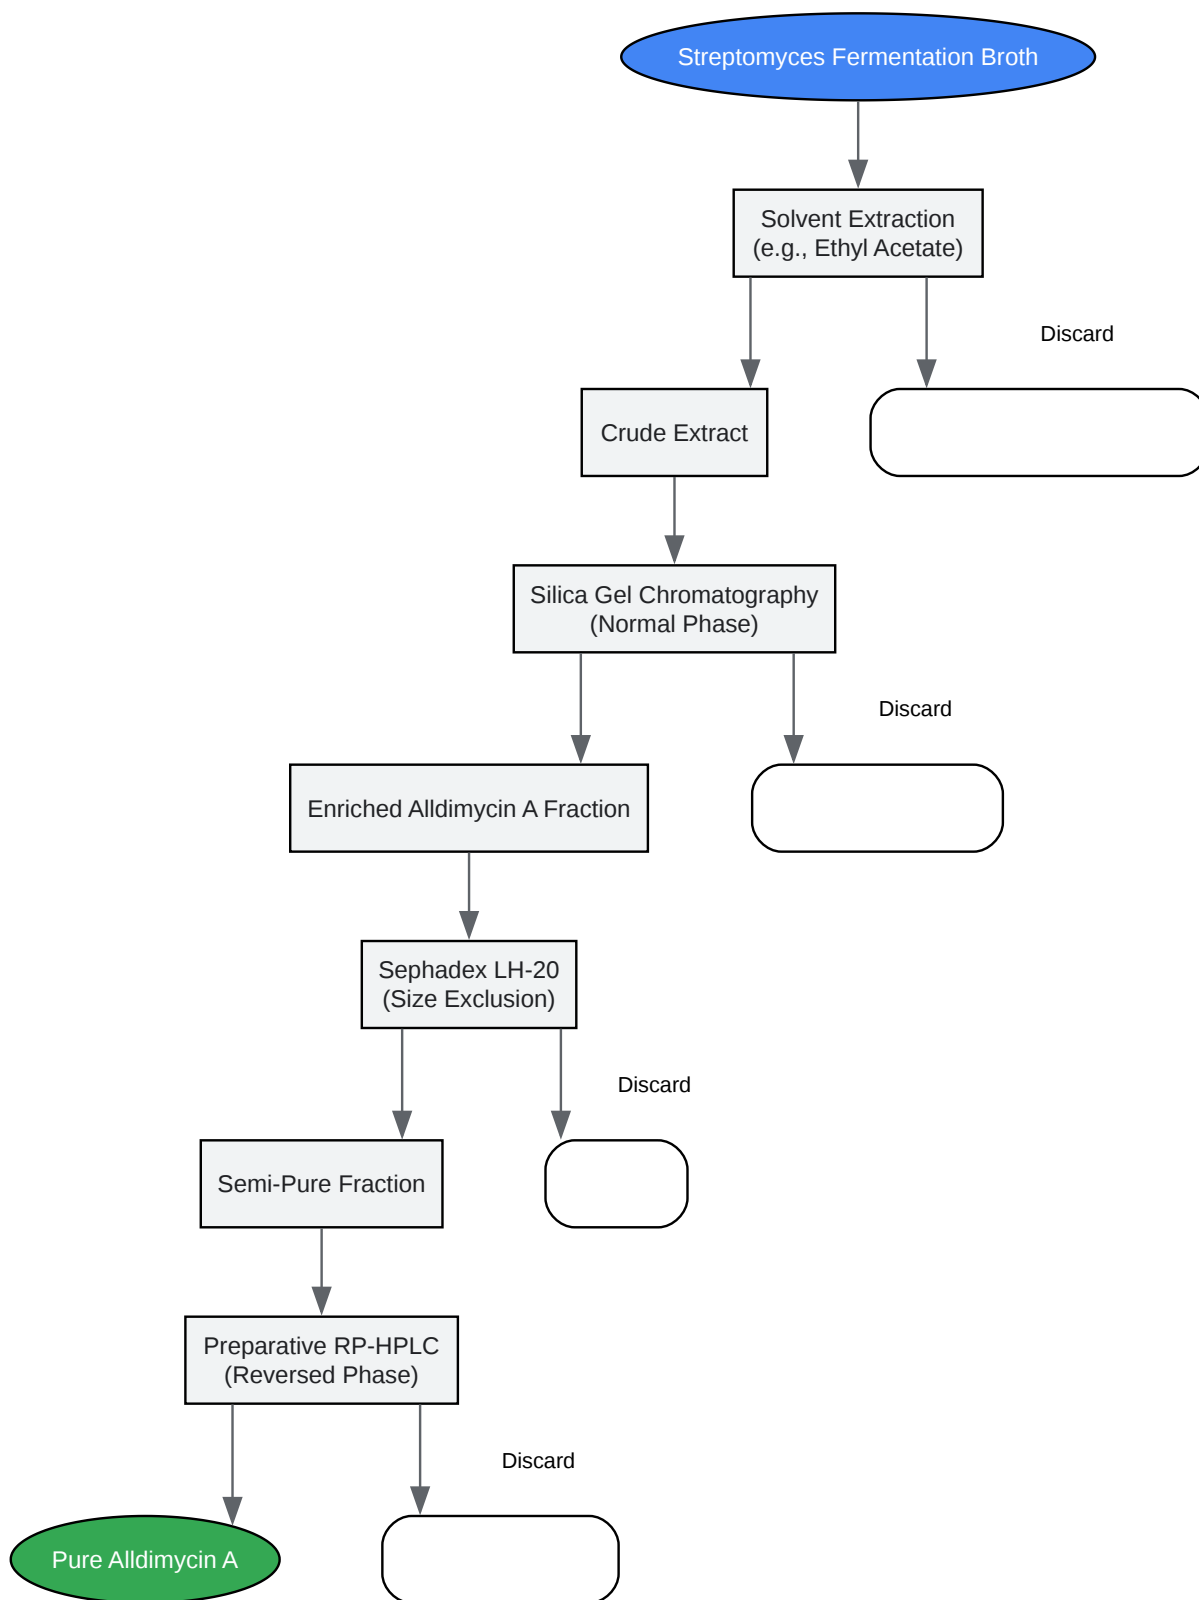 Streptomyces Fermentation Broth
Solvent Extraction
(e.g., Ethyl Acetate)
Discard
Crude Extract
Silica Gel Chromatography
(Normal Phase)
Discard
Enriched Alldimycin A Fraction
Sephadex LH-20
(Size Exclusion)
Discard
Semi-Pure Fraction
Preparative RP-HPLC
(Reversed Phase)
Discard
Pure Alldimycin A